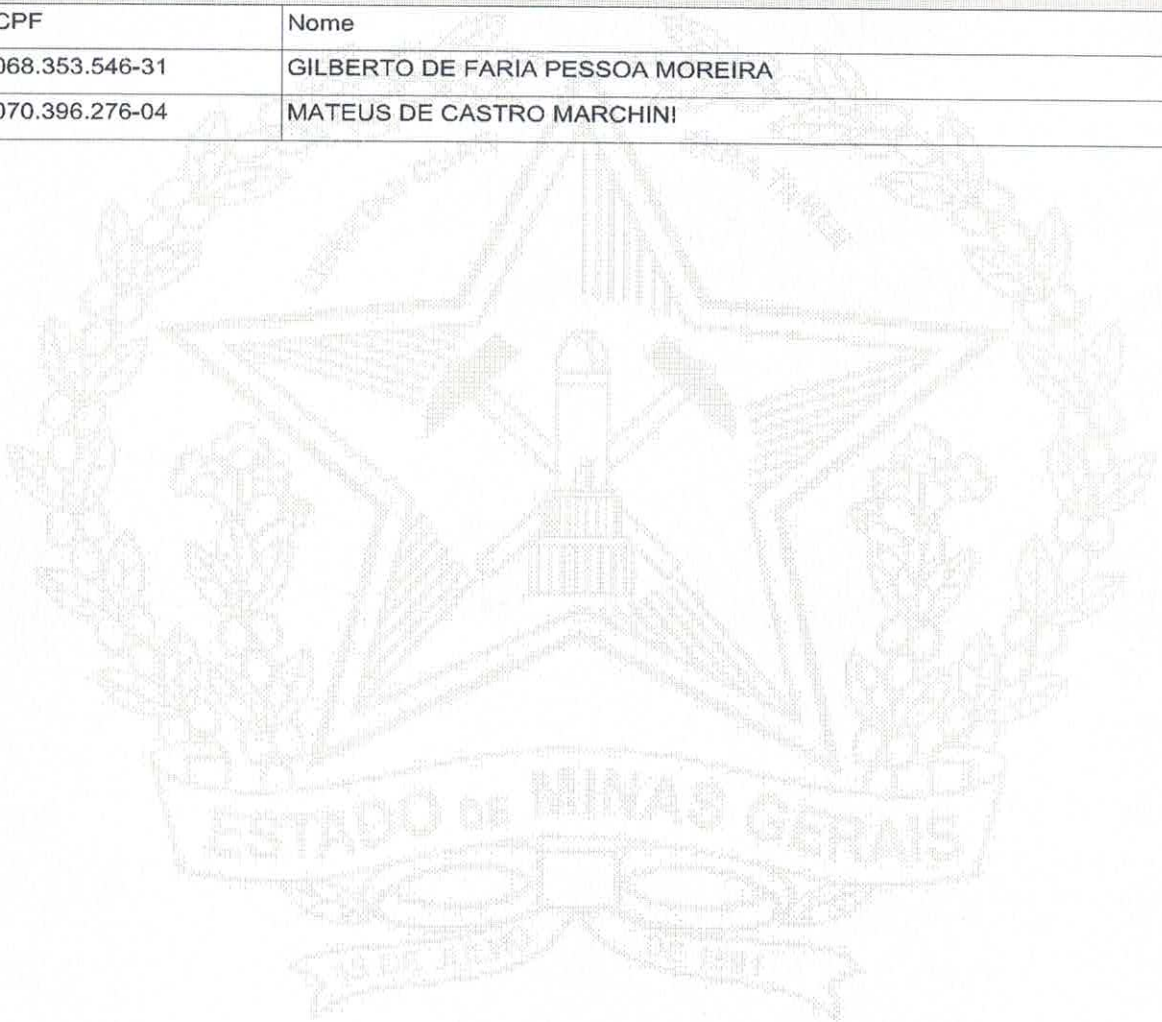 CPF Nome
068.353.546-31 GILBERTO DE FARIA PESSOA MOREIRA
070.396.276-04 MATEUS DE CASTRO MARCHINI
ESTADO DE MINAS GERAIS